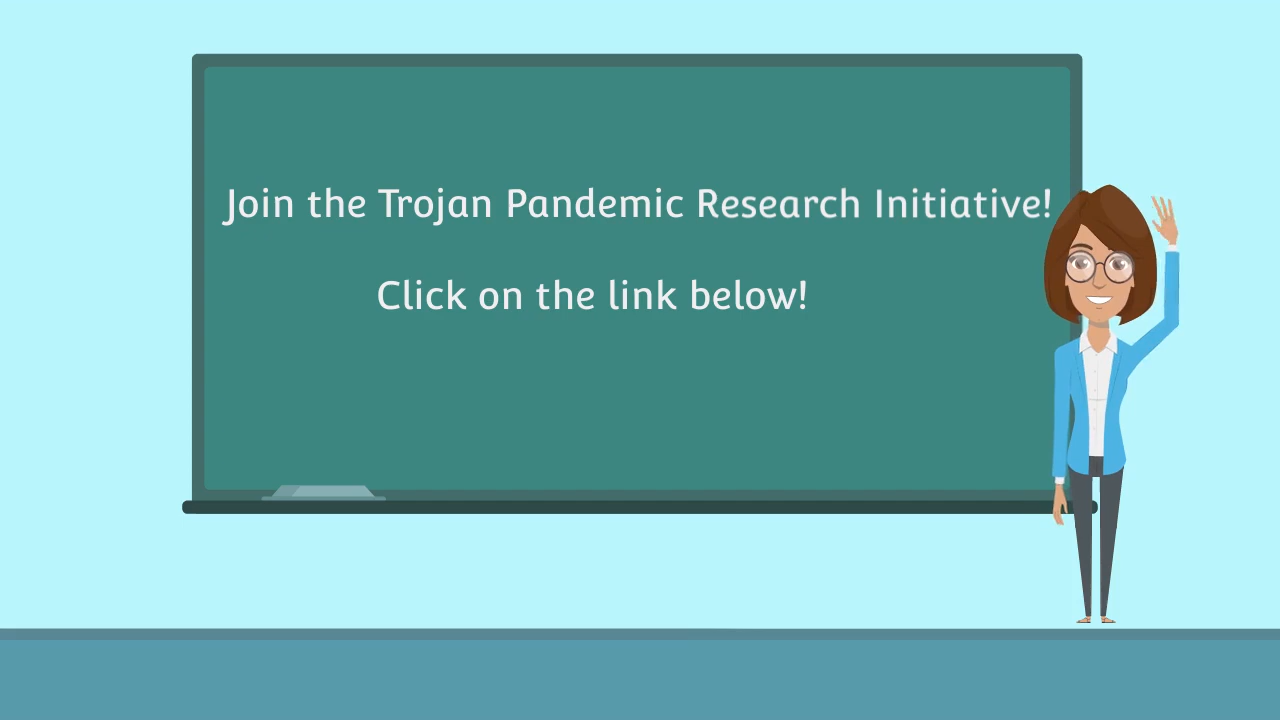 Join the Trojan Pandemic Research Initiative!
Click on the link below!